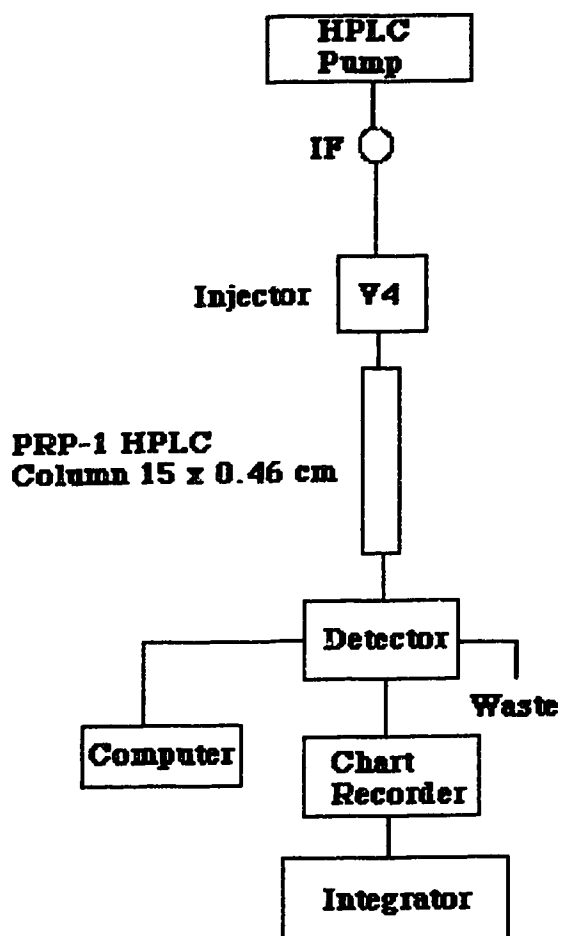 HPLC
Pump
IF
Injector
V4
PRP-1 HPLC
Column 15 x 0.46 cm
Detector
Waste
Computer
Chart
Recorder
Integrator